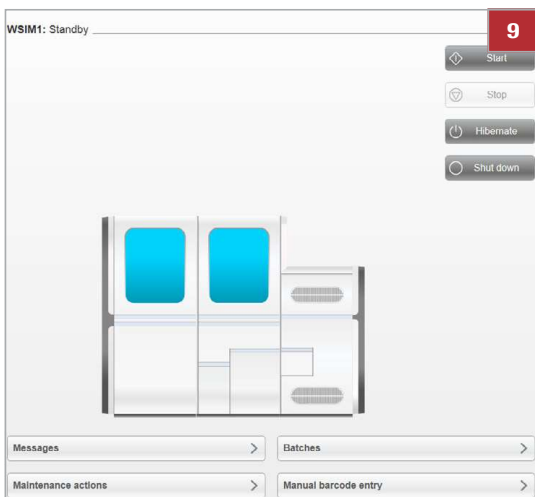 WSIM1: Standby
9
Start
Stop
Hibernate
Shut down
Messages
Batches
Maintenance actions
Manual barcode entry